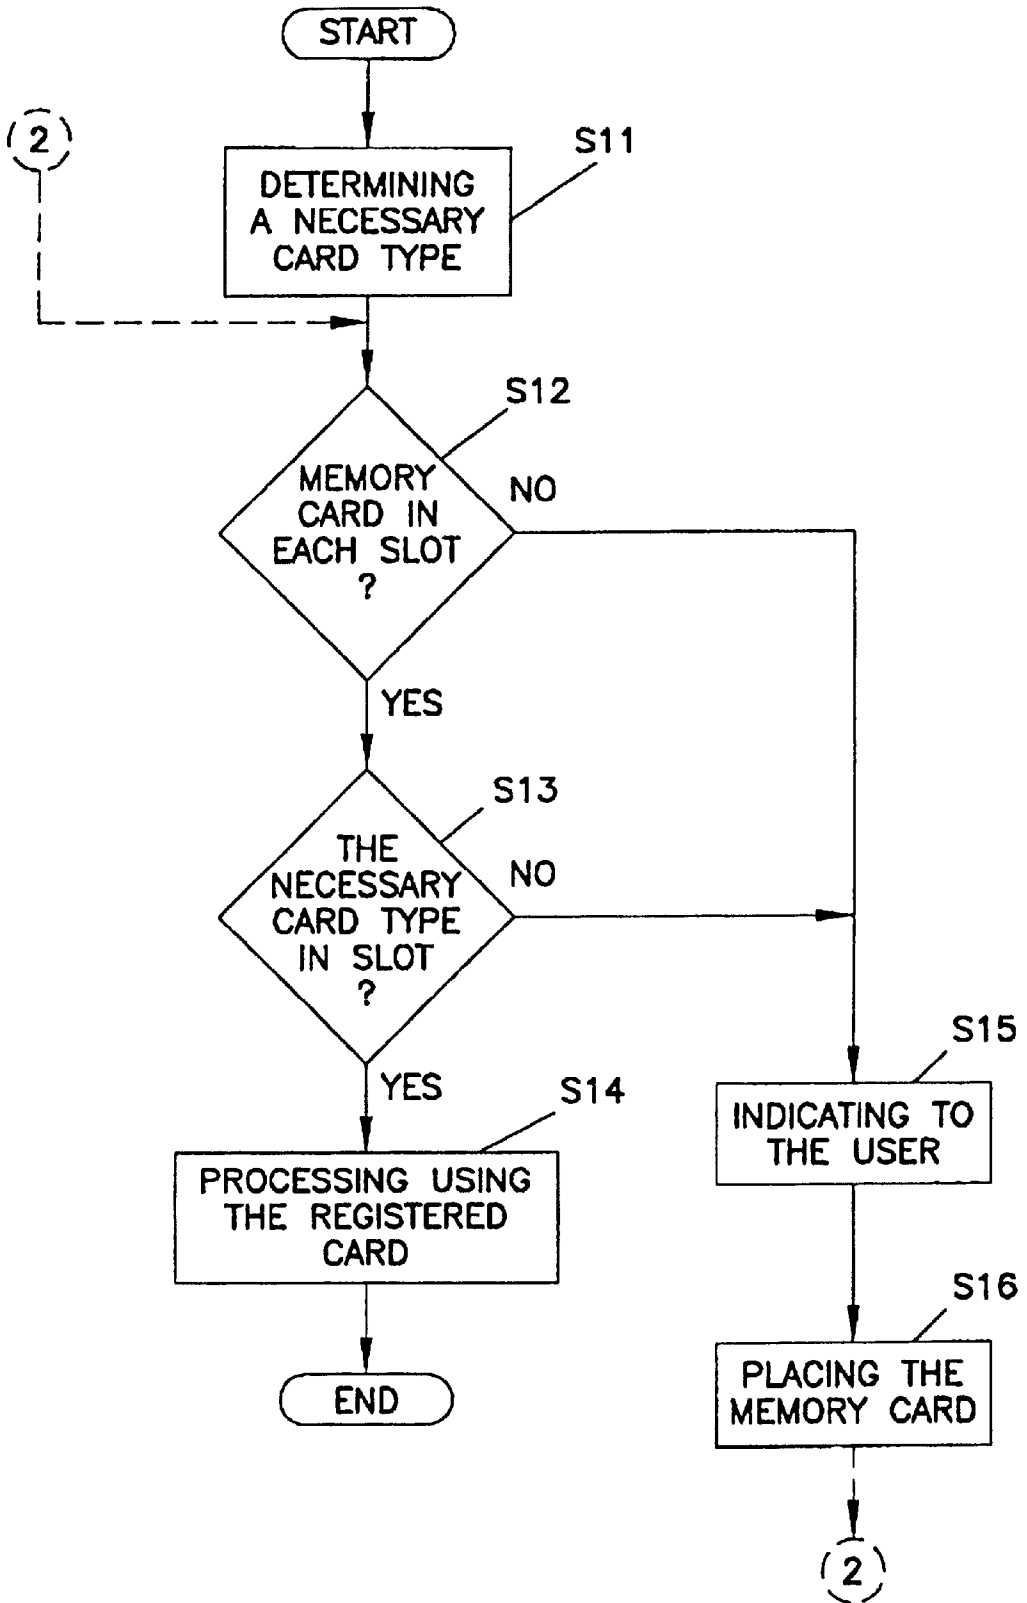 START
2
S11
DETERMINING
A NECESSARY
CARD TYPE
S12
MEMORY
CARD IN
EACH SLOT
?
NO
YES
S13
THE
NECESSARY
CARD TYPE
IN SLOT
?
NO
YES
S14
PROCESSING USING
THE REGISTERED
CARD
END
S15
INDICATING TO
THE USER
S16
PLACING THE
MEMORY CARD
2